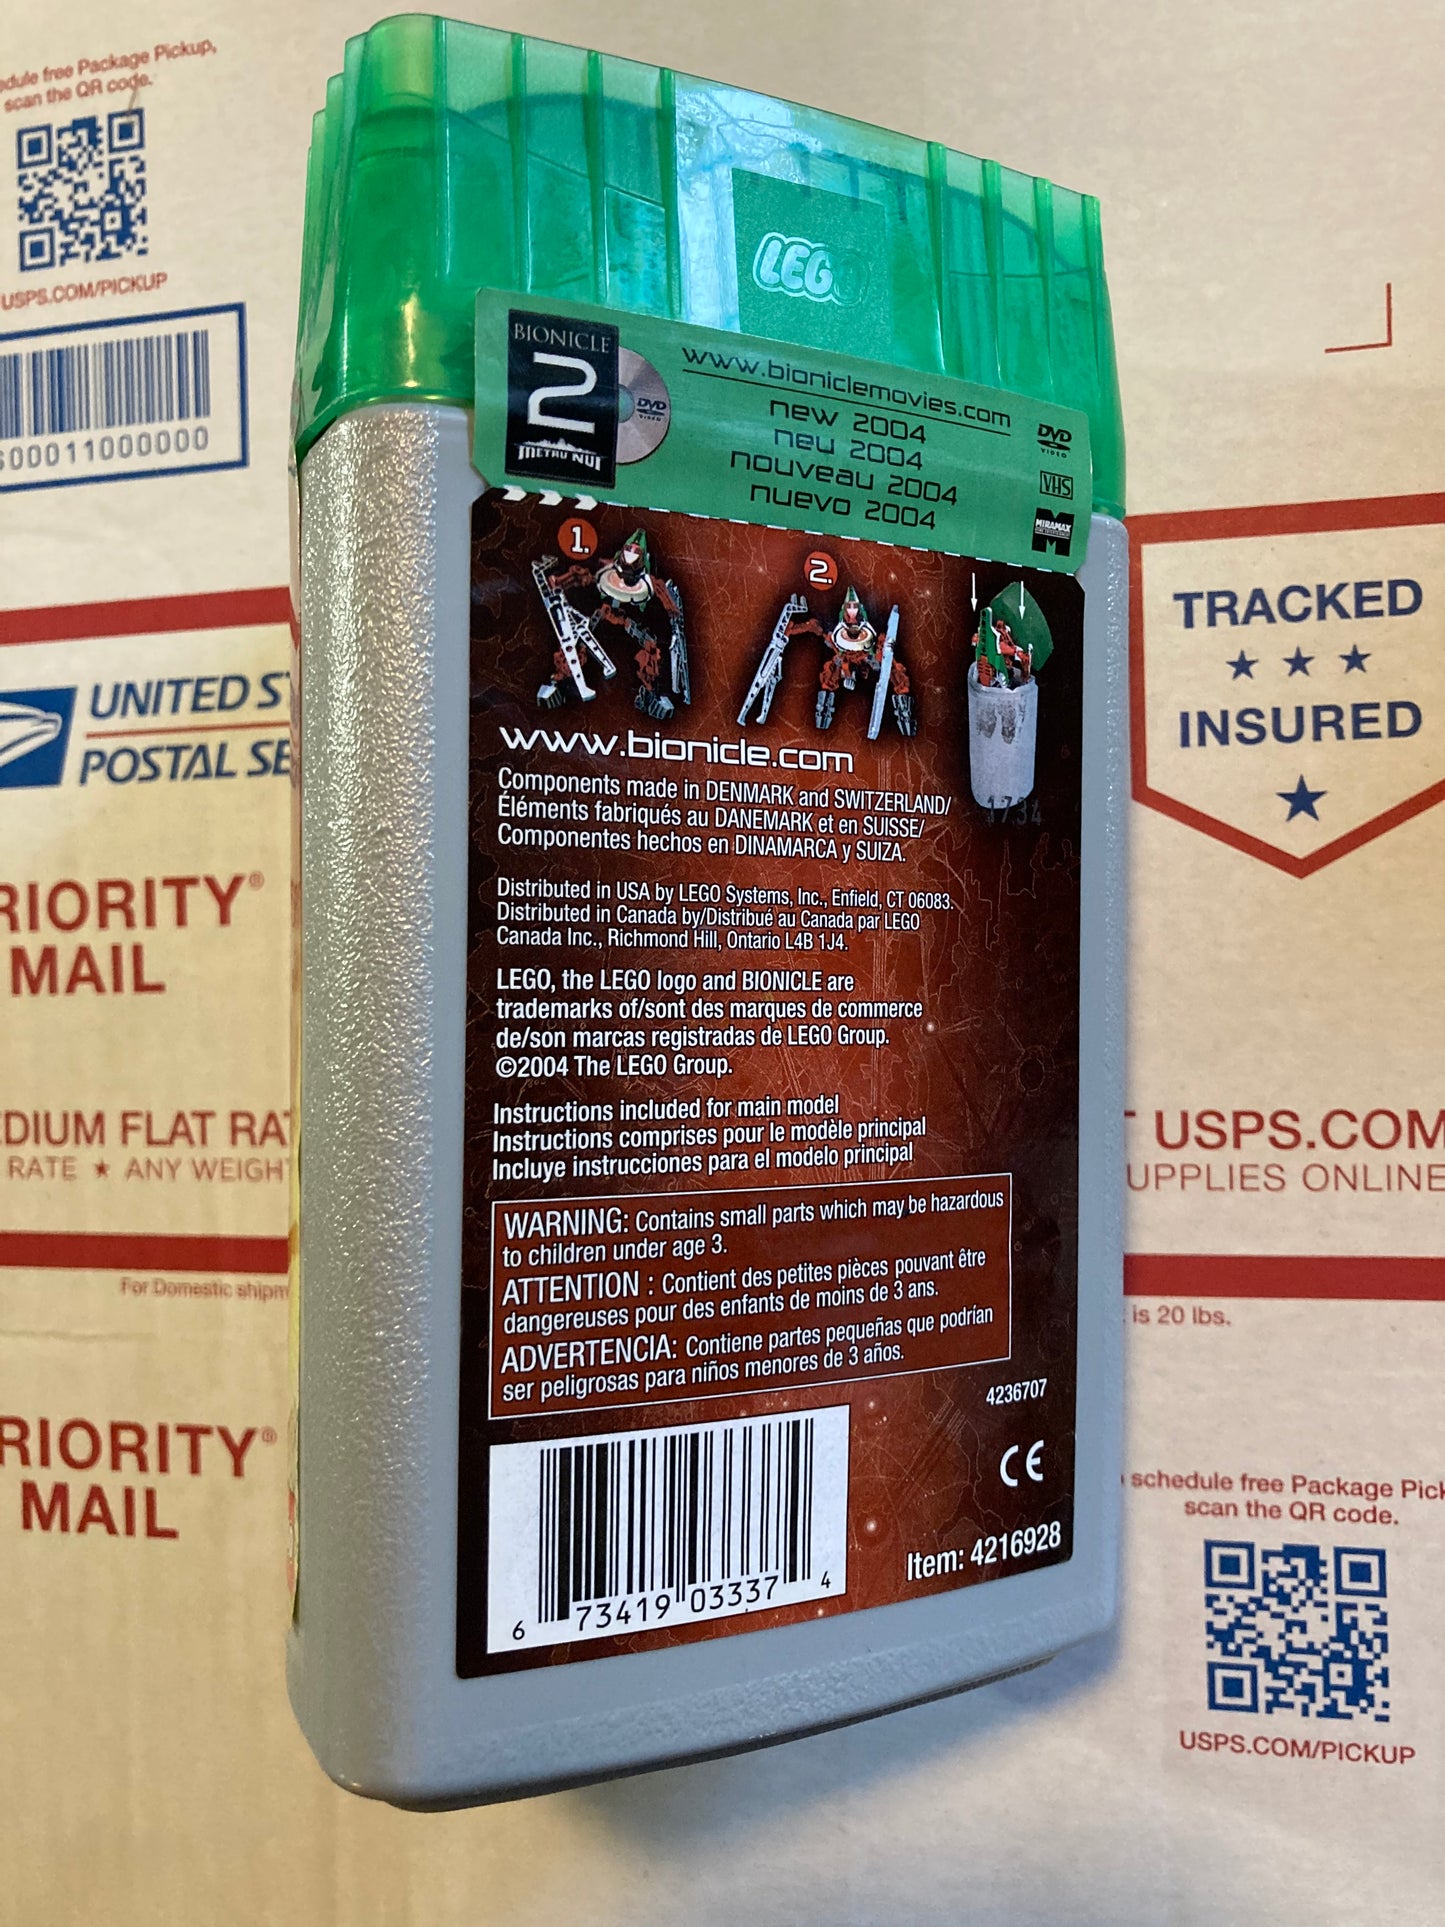 edule free Package Pickup,
scan the QR code.
USPS.COM/PICKUP
00011000000
UNITED S
POSTAL SE
RIORITY®
MAIL
EDIUM FLAT RA
RATE ★ ANY WEIGH
For Domestic shipm
RIORITY®
MAIL
LEGO
BIONICLE
2
METRU NUI
DVD
VIDEO
www.bioniclemovies.com
new 2004
neu 2004
nouveau 2004
nuevo 2004
DVD
VIDEO
VHS
MIRAMAX
1.
2.
www.bionicle.com
1734
Components made in DENMARK and SWITZERLAND/
Éléments fabriqués au DANEMARK et en SUISSE/
Componentes hechos en DINAMARCA y SUIZA.
Distributed in USA by LEGO Systems, Inc., Enfield, CT 06083.
Distributed in Canada by/Distribué au Canada par LEGO
Canada Inc., Richmond Hill, Ontario L4B 1J4.
LEGO, the LEGO logo and BIONICLE are
trademarks of/sont des marques de commerce
de/son marcas registradas de LEGO Group.
©2004 The LEGO Group.
Instructions included for main model
Instructions comprises pour le modèle principal
Incluye instrucciones para el modelo principal
WARNING: Contains small parts which may be hazardous
to children under age 3.
ATTENTION : Contient des petites pièces pouvant être
dangereuses pour des enfants de moins de 3 ans.
ADVERTENCIA: Contiene partes pequeñas que podrían
ser peligrosas para niños menores de 3 años.
4236707
CE
Item: 4216928
6 73419 03337 4
TRACKED
★ ★ ★
INSURED
★
T USPS.COM
UPPLIES ONLINE
is 20 lbs.
schedule free Package Pick
scan the QR code.
USPS.COM/PICKUP